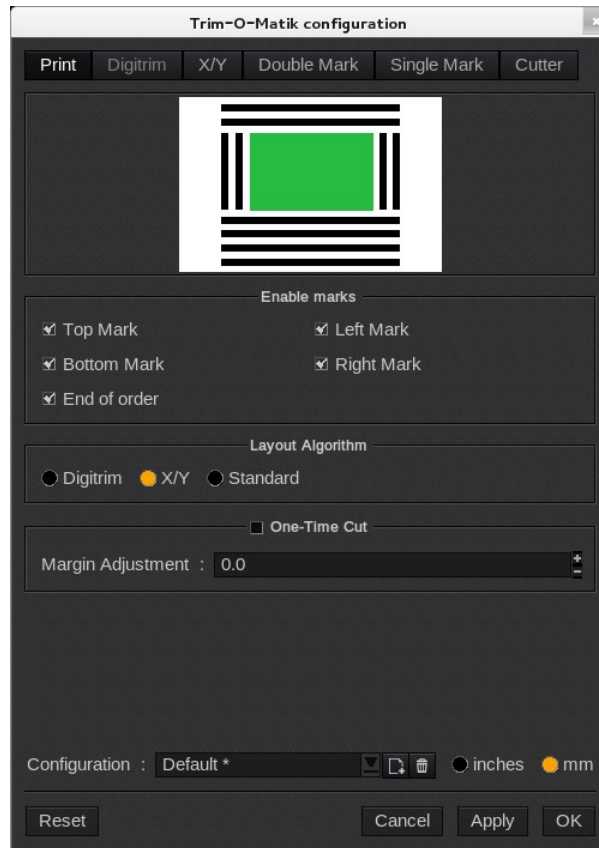 Trim-O-Matik configuration
Print Digitrim X/Y Double Mark Single Mark Cutter
Enable marks
Top Mark Left Mark
Bottom Mark Right Mark
End of order
Layout Algorithm
Digitrim X/Y Standard
One-Time Cut
Margin Adjustment : 0.0
Configuration : Default * inches mm
Reset Cancel Apply OK